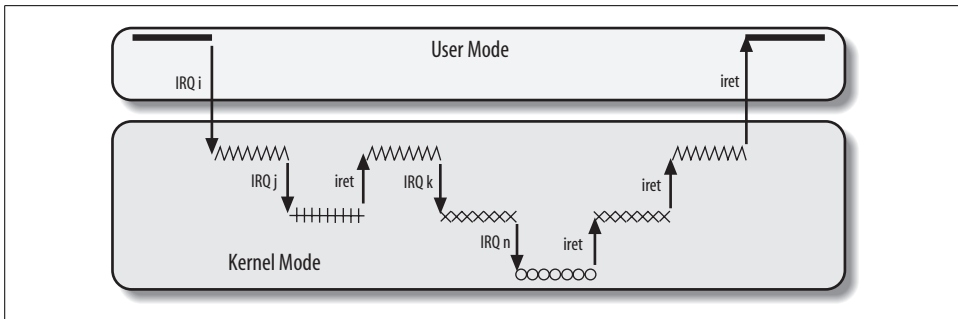 User Mode
IRQ i
iret
IRQ j
iret
IRQ k
iret
IRQ n
iret
Kernel Mode